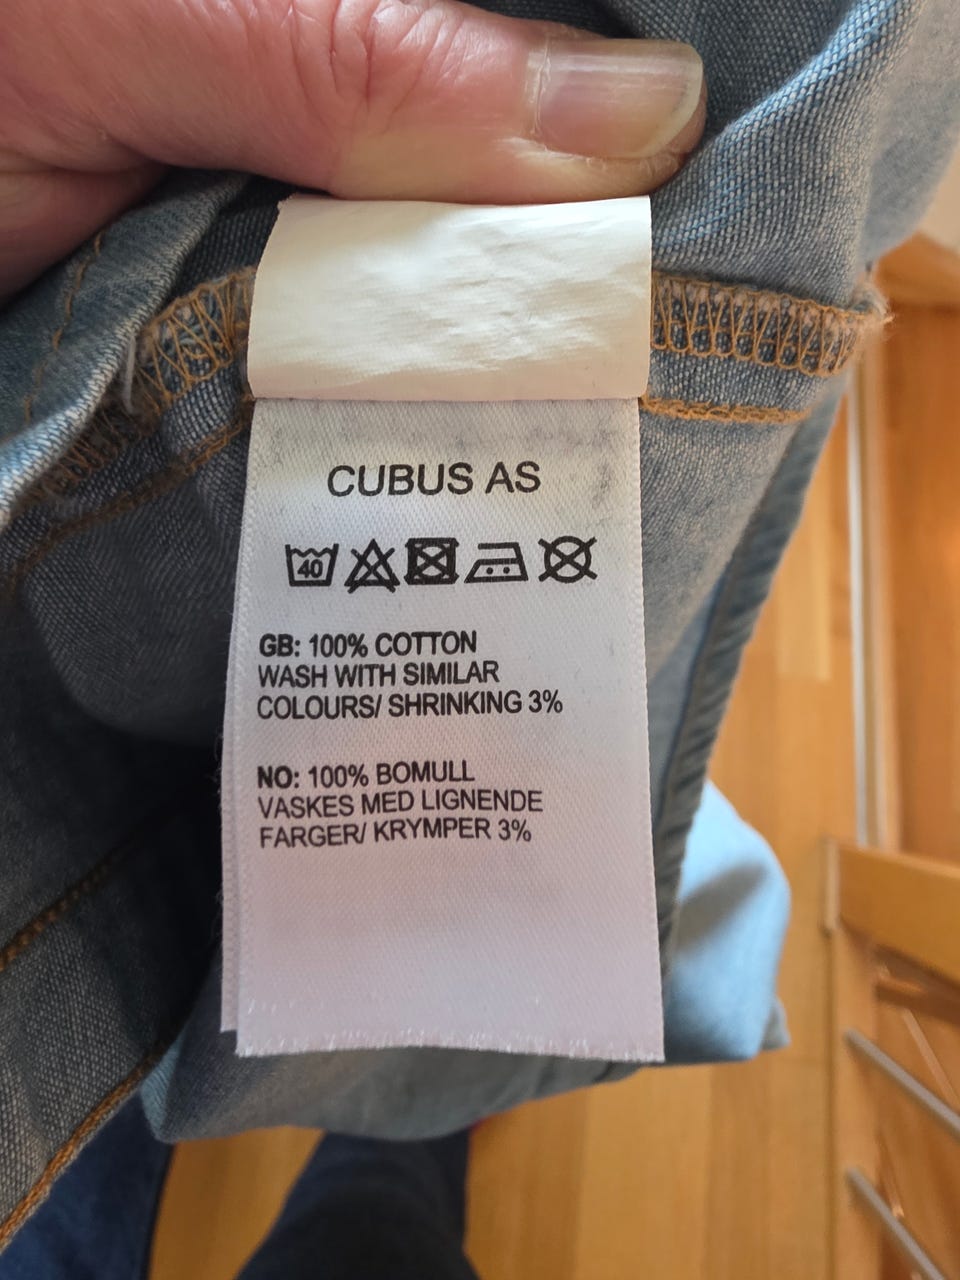 CUBUS AS
40
GB: 100% COTTON
WASH WITH SIMILAR
COLOURS/ SHRINKING 3%
NO: 100% BOMULL
VASKES MED LIGNENDE
FARGER/ KRYMPER 3%